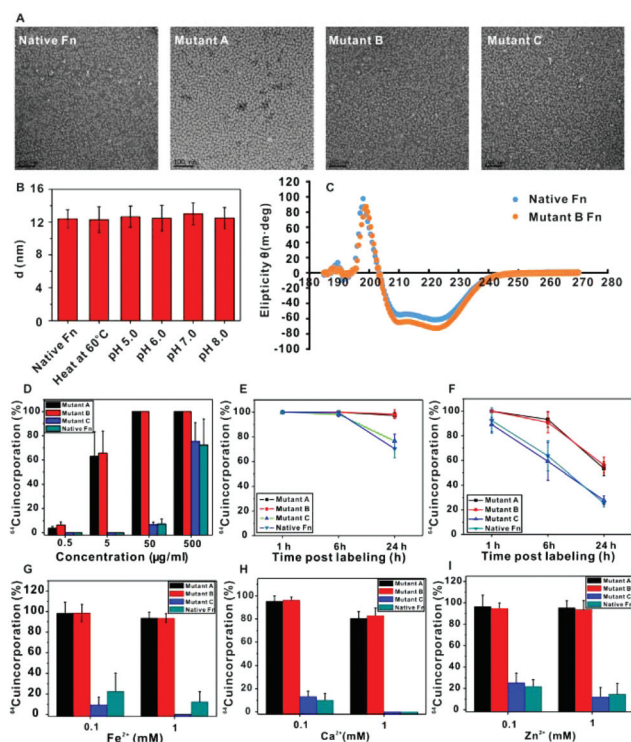 A
Native Fn
Mutant A
Mutant B
Mutant C
100 nm
B
d (nm)
16
12
8
4
0
Native Fn
Heat at 60°C
pH 5.0
pH 6.0
pH 7.0
pH 8.0
C
Elipticity θ(m·deg)
120
100
80
60
40
20
0
-20
-40
-60
-80
-100
180 190 200 210 220 230 240 250 260 270 280
Native Fn
Mutant B Fn
D
⁶⁴Cuincorporation (%)
100
80
60
40
20
0
Mutant A
Mutant B
Mutant C
Native Fn
0.5 5 50 500
Concentration (µg/ml)
E
⁶⁴Cuincorporation (%)
100
80
60
40
20
0
Mutant A
Mutant B
Mutant C
Native Fn
1 h 6h 24 h
Time post labeling (h)
F
⁶⁴Cuincorporation (%)
100
80
60
40
20
0
Mutant A
Mutant B
Mutant C
Native Fn
1 h 6h 24 h
Time post labeling (h)
G
⁶⁴Cuincorporation (%)
120
100
80
60
40
20
0
Mutant A
Mutant B
Mutant C
Native Fn
0.1 1
Fe²⁺ (mM)
H
⁶⁴Cuincorporation (%)
120
100
80
60
40
20
0
Mutant A
Mutant B
Mutant C
Native Fn
0.1 1
Ca²⁺(mM)
I
⁶⁴Cuincorporation (%)
120
100
80
60
40
20
0
Mutant A
Mutant B
Mutant C
Native Fn
0.1 1
Zn²⁺ (mM)